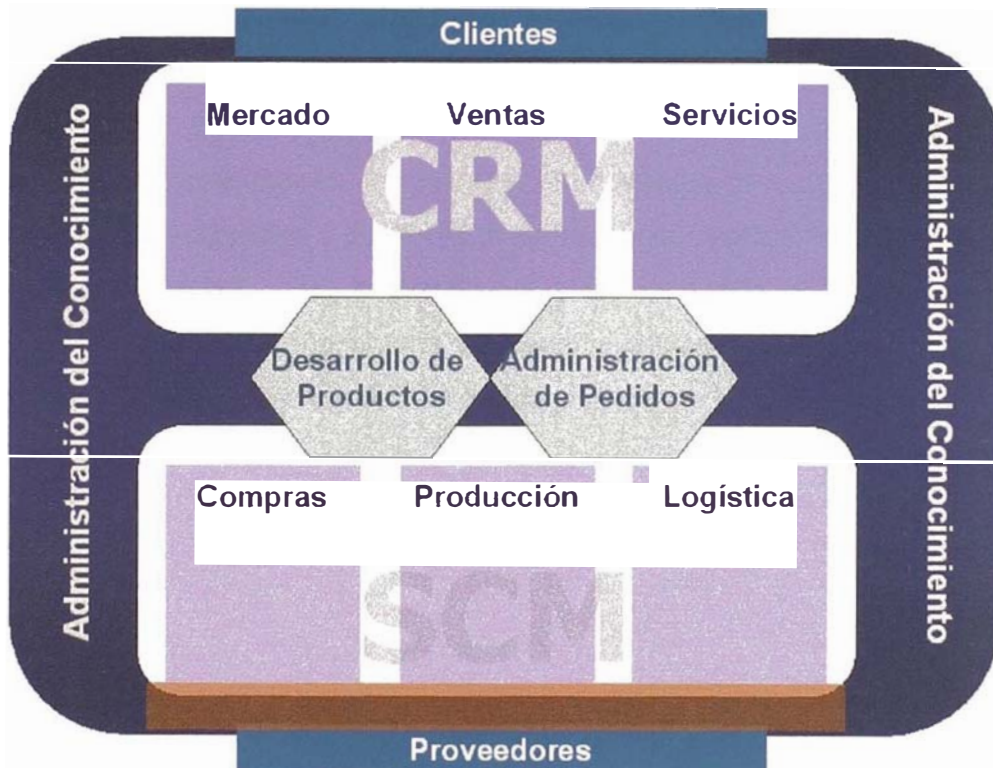 Clientes
Mercado Ventas Servicios
CRM
Administración del Conocimiento
Administración del Conocimiento
Desarrollo de Productos
Administración de Pedidos
Compras Producción Logística
SCM
Proveedores